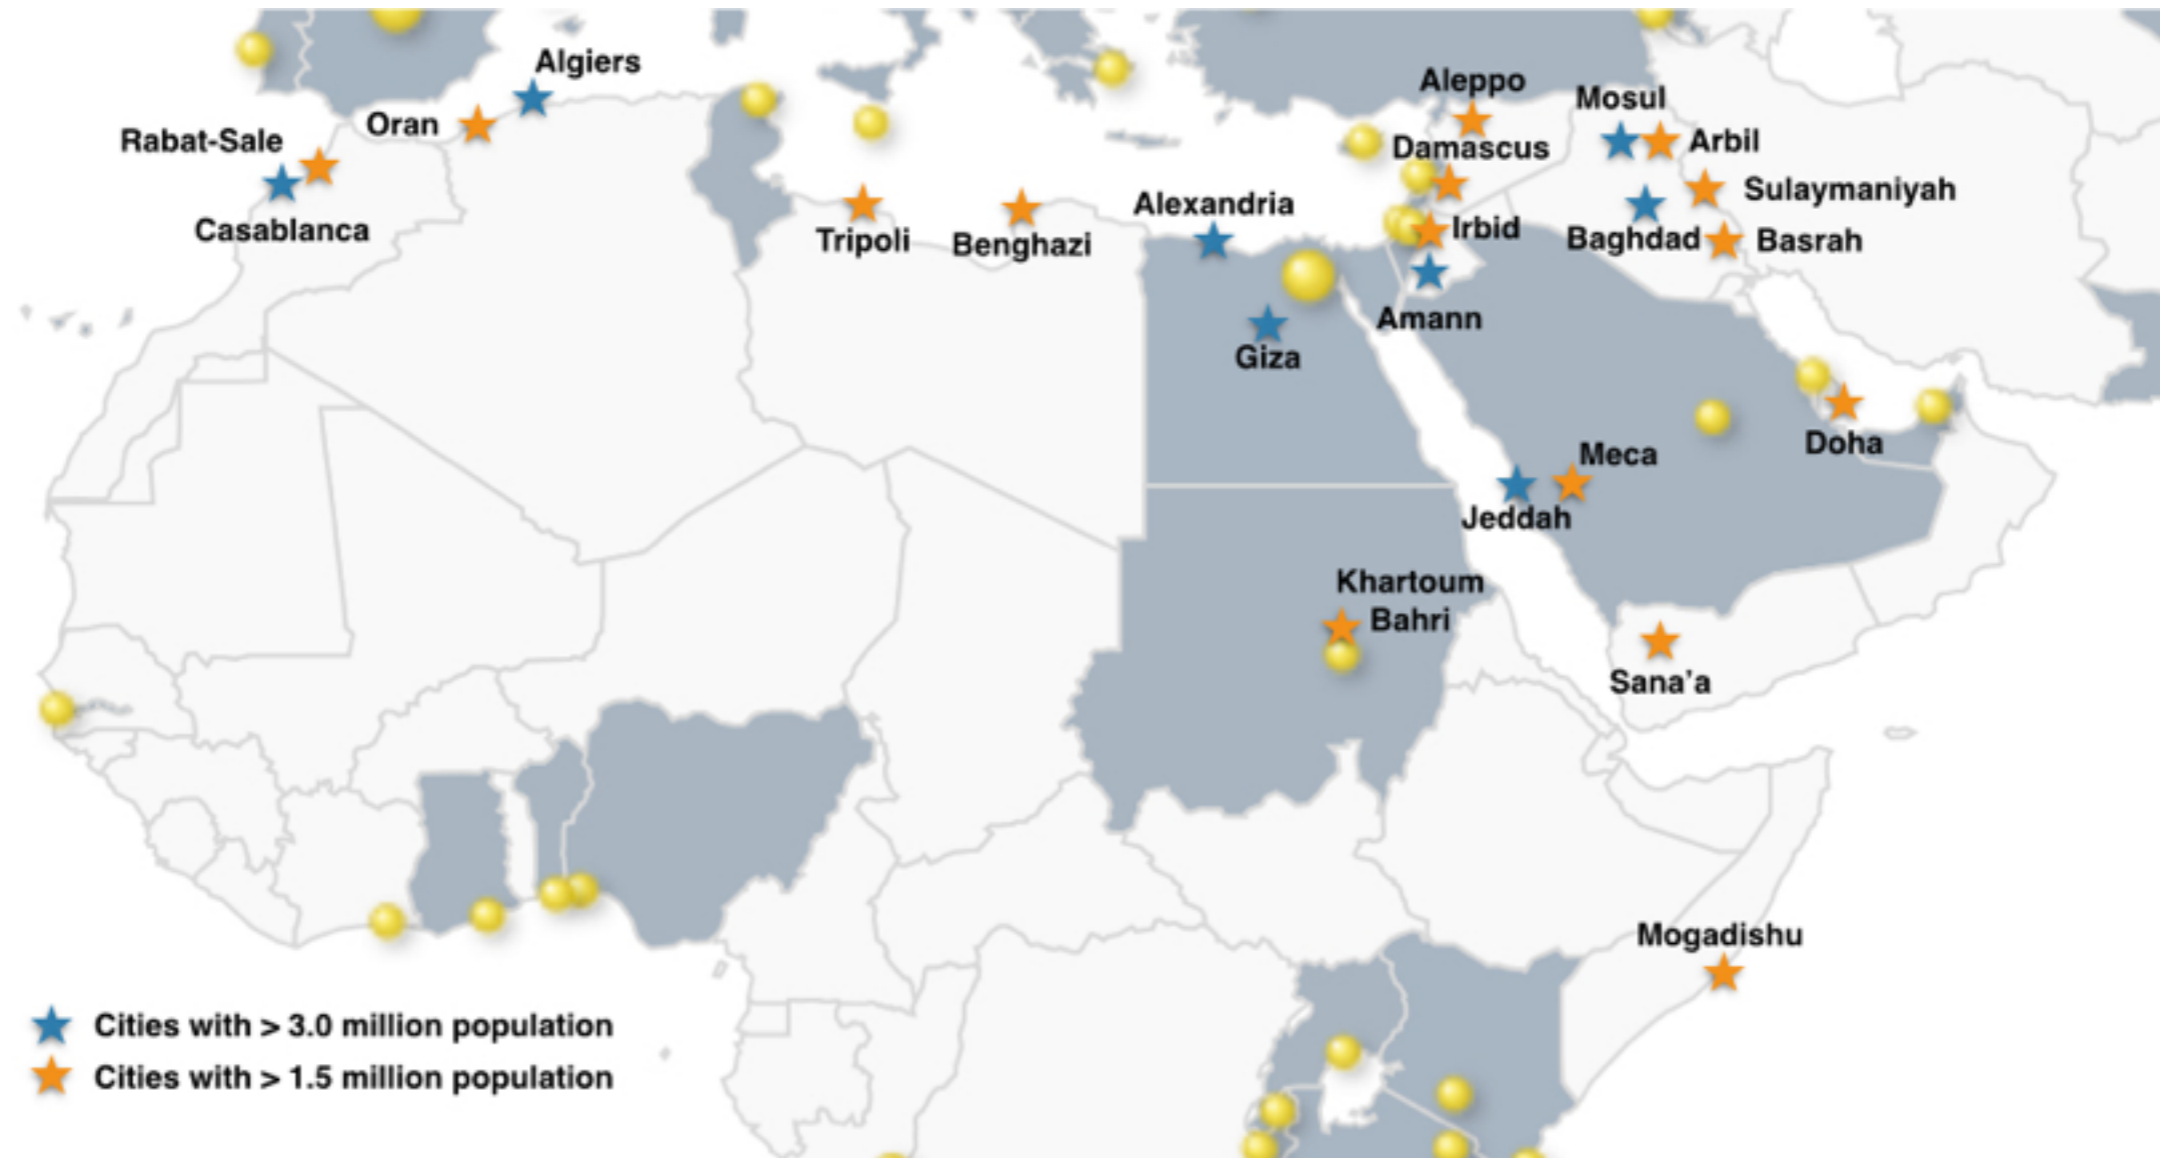 Algiers
Aleppo
Mosul
Oran
Rabat-Sale
Arbil
Damascus
Sulaymaniyah
Alexandria
Casablanca
Irbid
Tripoli
Benghazi
Baghdad
Basrah
Amann
Giza
Doha
Meca
Jeddah
Khartoum
Bahri
Sana'a
Mogadishu
Cities with > 3.0 million population
Cities with > 1.5 million population